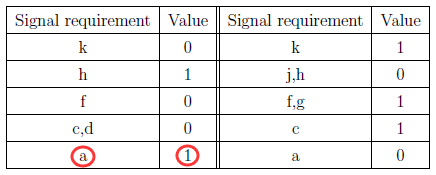 Signal requirement Value Signal requirement Value
k 0 k 1
h 1 j,h 0
f 0 f,g 1
c,d 0 c 1
a 1 a 0